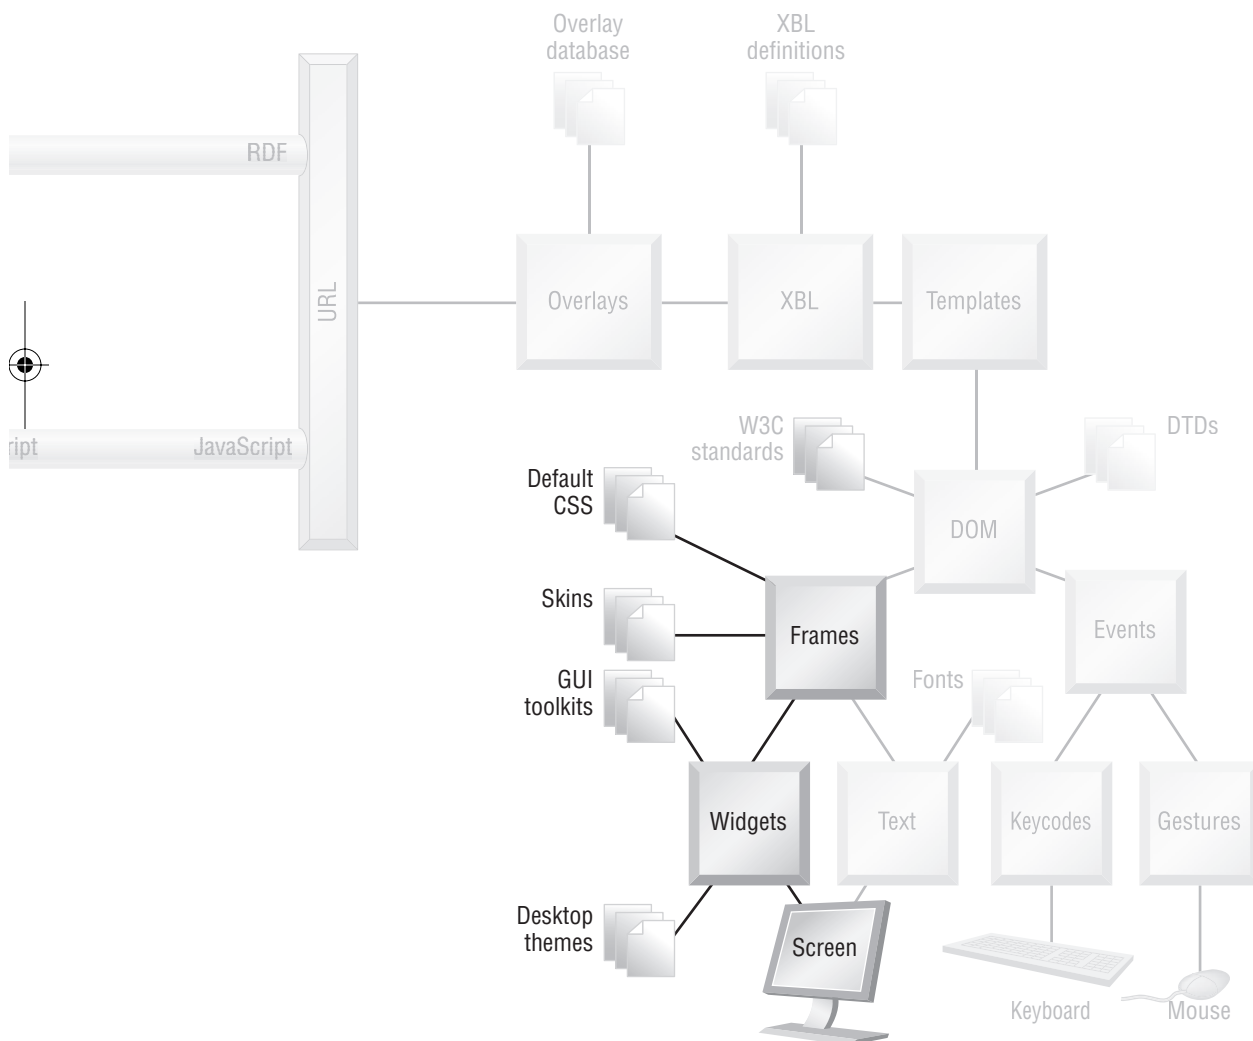 Overlay
database
XBL
definitions
RDF
URL
Overlays
XBL
Templates
W3C
standards
DTDs
ript
JavaScript
Default
CSS
DOM
Skins
Frames
Events
GUI
toolkits
Fonts
Widgets
Text
Keycodes
Gestures
Desktop
themes
Screen
Keyboard
Mouse